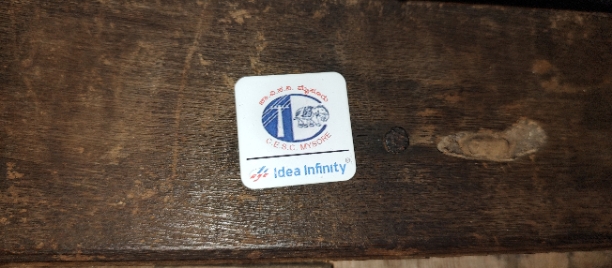 ಚಾ.ವಿ.ಸ.ನಿ. ಮೈಸೂರು
C.E.S.C. MYSORE
Idea Infinity